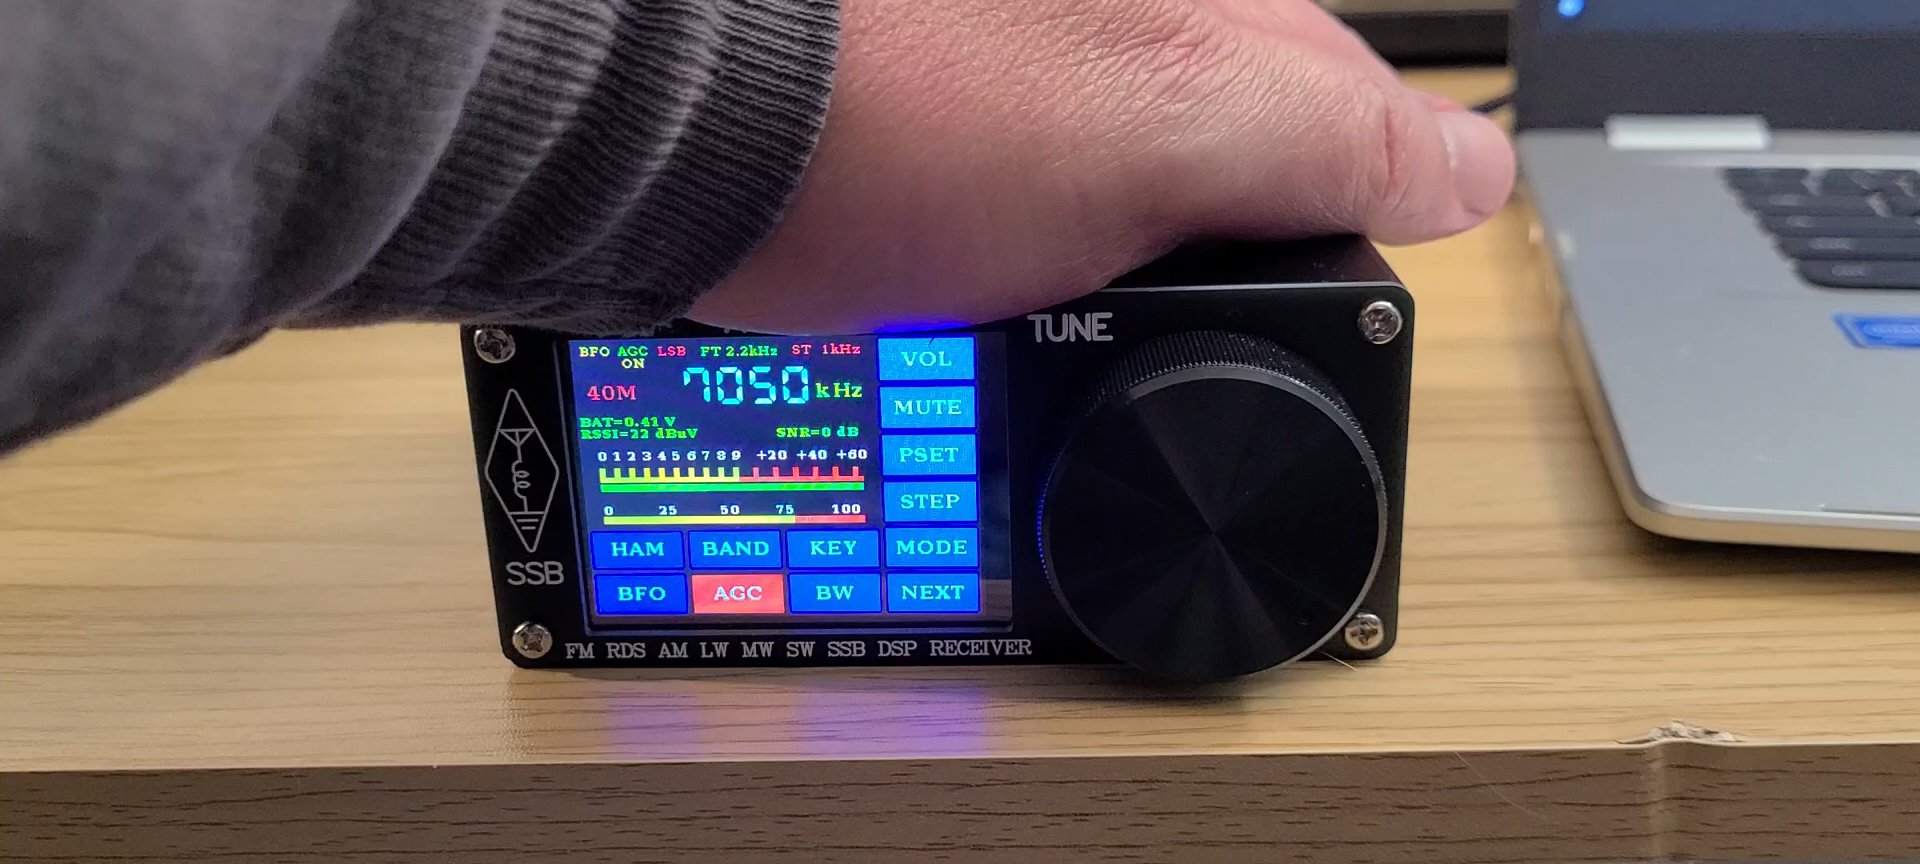 TUNE
BFO AGC LSB FT 2.2kHz ST 1kHz
ON
40M 7050 kHz
BAT=0.41 V
RSSI=22 dBuV SNR=0 dB
0 1 2 3 4 5 6 7 8 9 +20 +40 +60
0 25 50 75 100
VOL
MUTE
PSET
STEP
HAM BAND KEY MODE
BFO AGC BW NEXT
SSB
FM RDS AM LW MW SW SSB DSP RECEIVER